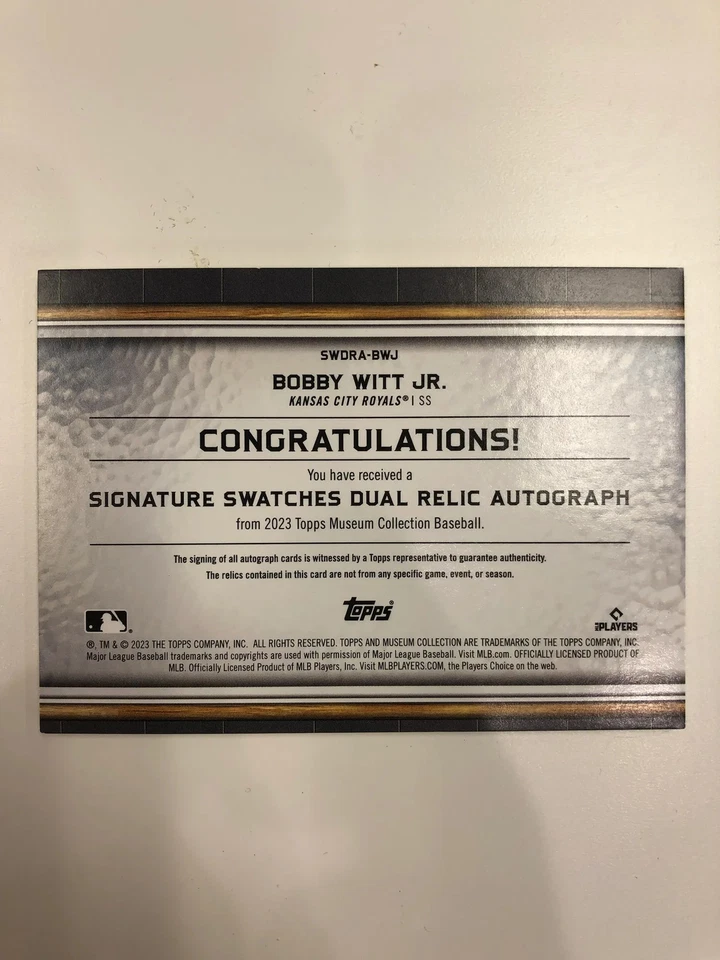 SWDRA-BWJ
BOBBY WITT JR.
KANSAS CITY ROYALS® | SS
CONGRATULATIONS!
You have received a
SIGNATURE SWATCHES DUAL RELIC AUTOGRAPH
from 2023 Topps Museum Collection Baseball.
The signing of all autograph cards is witnessed by a Topps representative to guarantee authenticity.
The relics contained in this card are not from any specific game, event, or season.
topps®
MLBPLAYERS
®, TM & © 2023 THE TOPPS COMPANY, INC. ALL RIGHTS RESERVED. TOPPS AND MUSEUM COLLECTION ARE TRADEMARKS OF THE TOPPS COMPANY, INC.
Major League Baseball trademarks and copyrights are used with permission of Major League Baseball. Visit MLB.com. OFFICIALLY LICENSED PRODUCT OF
MLB. Officially Licensed Product of MLB Players, Inc. Visit MLBPLAYERS.COM, the Players Choice on the web.